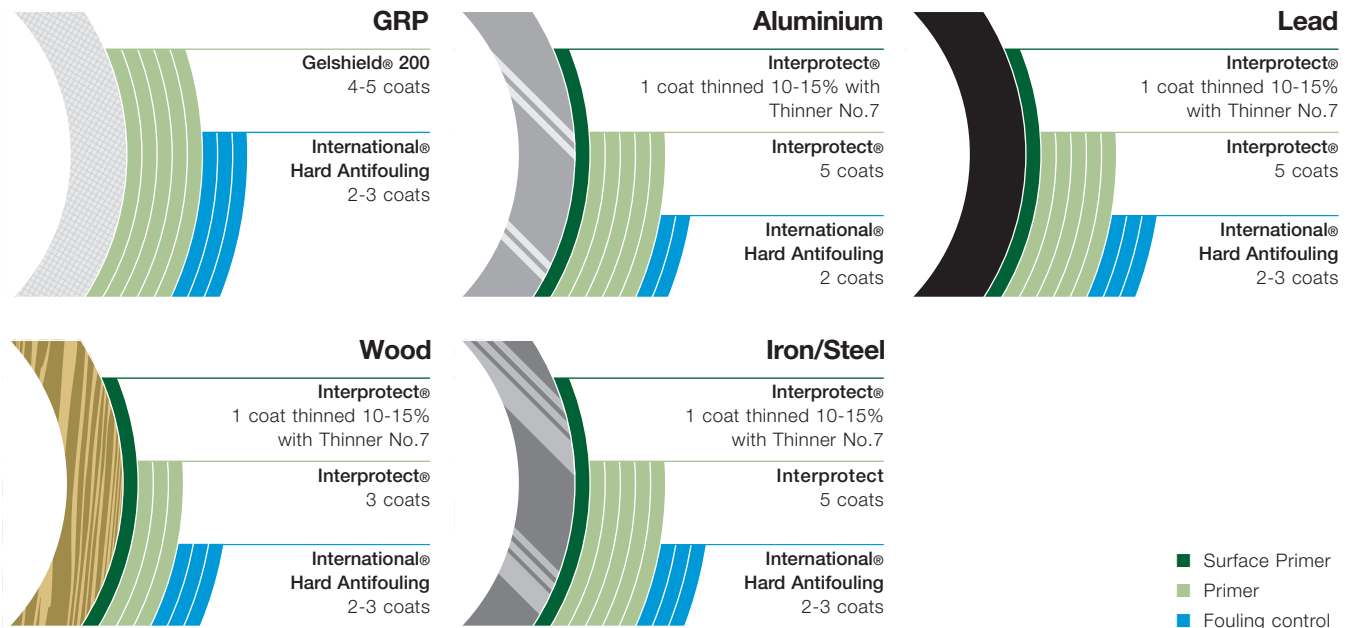 GRP
Gelshield® 200
4-5 coats
International®
Hard Antifouling
2-3 coats
Aluminium
Interprotect®
1 coat thinned 10-15% with
Thinner No.7
Interprotect®
5 coats
International®
Hard Antifouling
2 coats
Lead
Interprotect®
1 coat thinned 10-15%
with Thinner No.7
Interprotect®
5 coats
International®
Hard Antifouling
2-3 coats
Wood
Interprotect®
1 coat thinned 10-15%
with Thinner No.7
Interprotect®
3 coats
International®
Hard Antifouling
2-3 coats
Iron/Steel
Interprotect®
1 coat thinned 10-15%
with Thinner No.7
Interprotect
5 coats
International®
Hard Antifouling
2-3 coats
Surface Primer
Primer
Fouling control